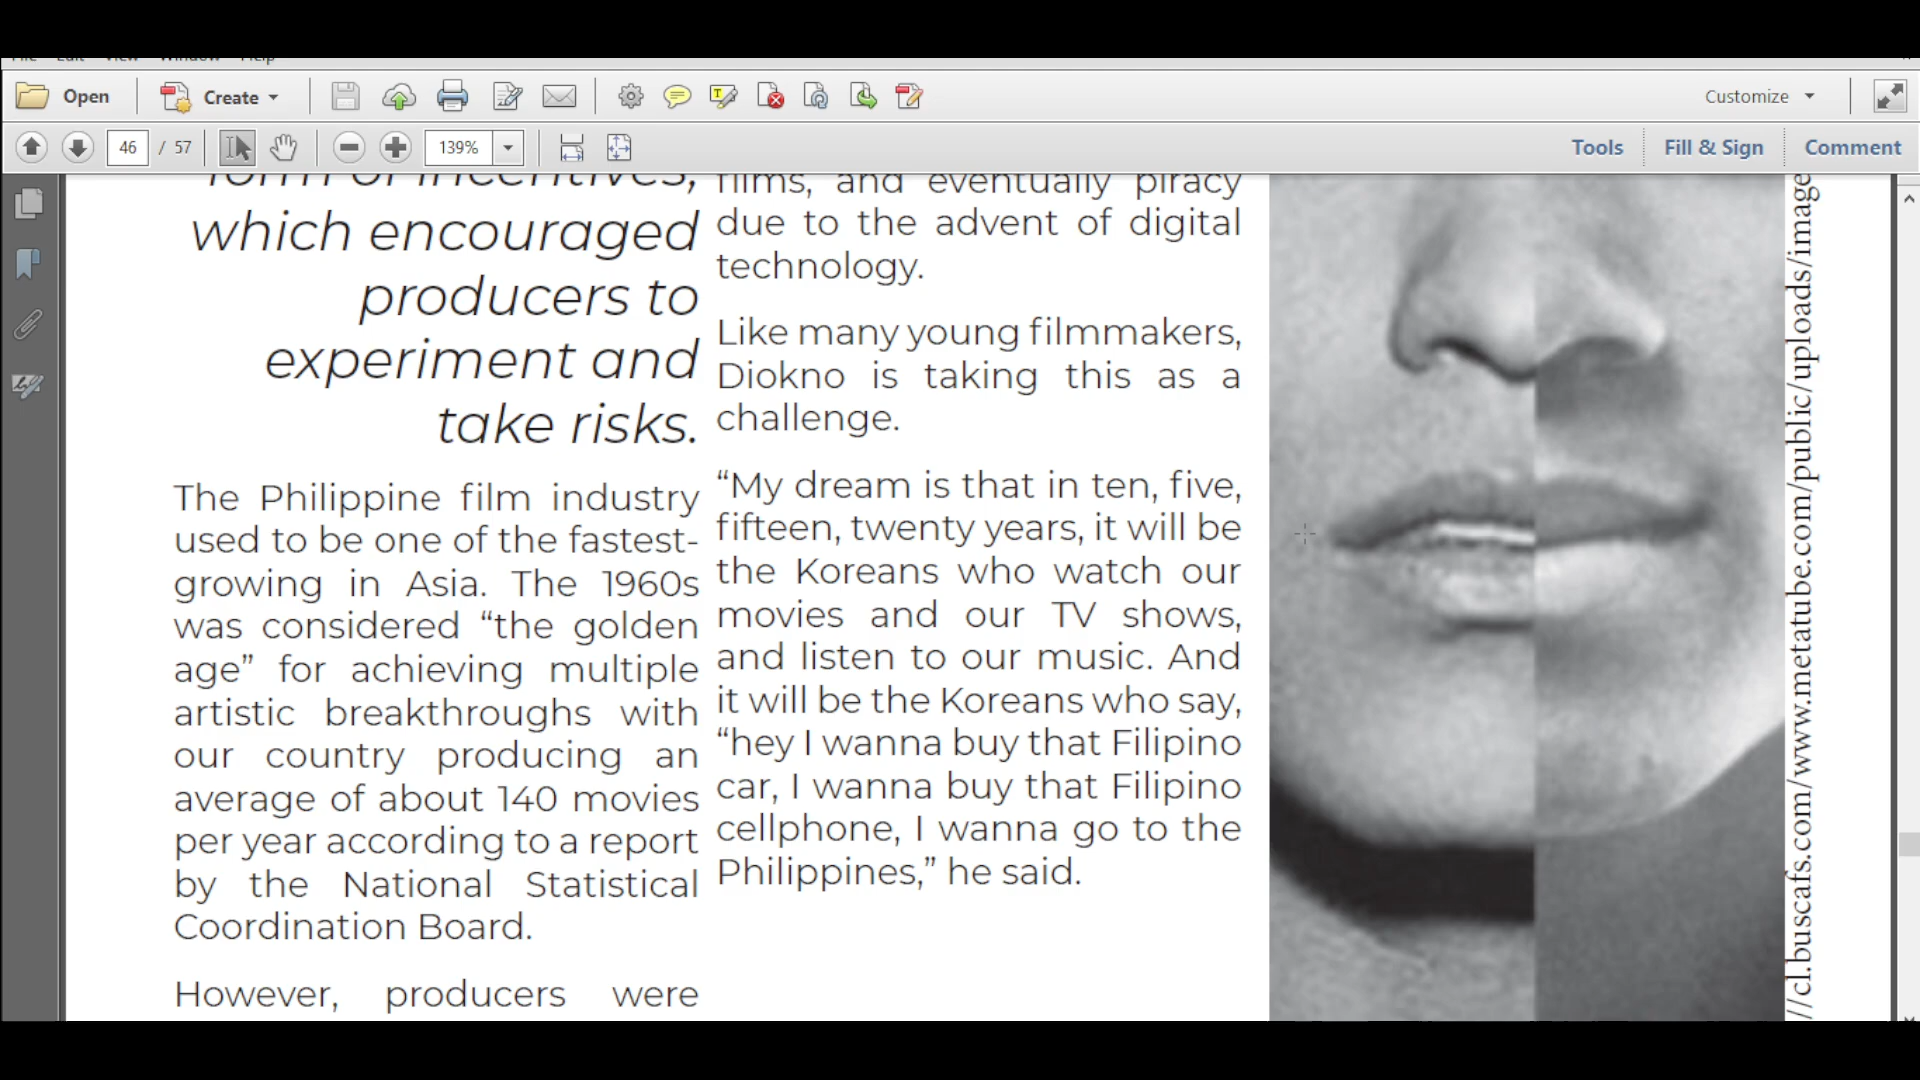 File Edit View Window Help
Open
Create
Customize
46 / 57
139%
Tools
Fill & Sign
Comment
form of incentives,
which encouraged
producers to
experiment and
take risks.
The Philippine film industry
used to be one of the fastest-
growing in Asia. The 1960s
was considered “the golden
age” for achieving multiple
artistic breakthroughs with
our country producing an
average of about 140 movies
per year according to a report
by the National Statistical
Coordination Board.
However, producers were
films, and eventually piracy
due to the advent of digital
technology.
Like many young filmmakers,
Diokno is taking this as a
challenge.
“My dream is that in ten, five,
fifteen, twenty years, it will be
the Koreans who watch our
movies and our TV shows,
and listen to our music. And
it will be the Koreans who say,
“hey I wanna buy that Filipino
car, I wanna buy that Filipino
cellphone, I wanna go to the
Philippines,” he said.
//cl.buscafs.com/www.metatube.com/public/uploads/image